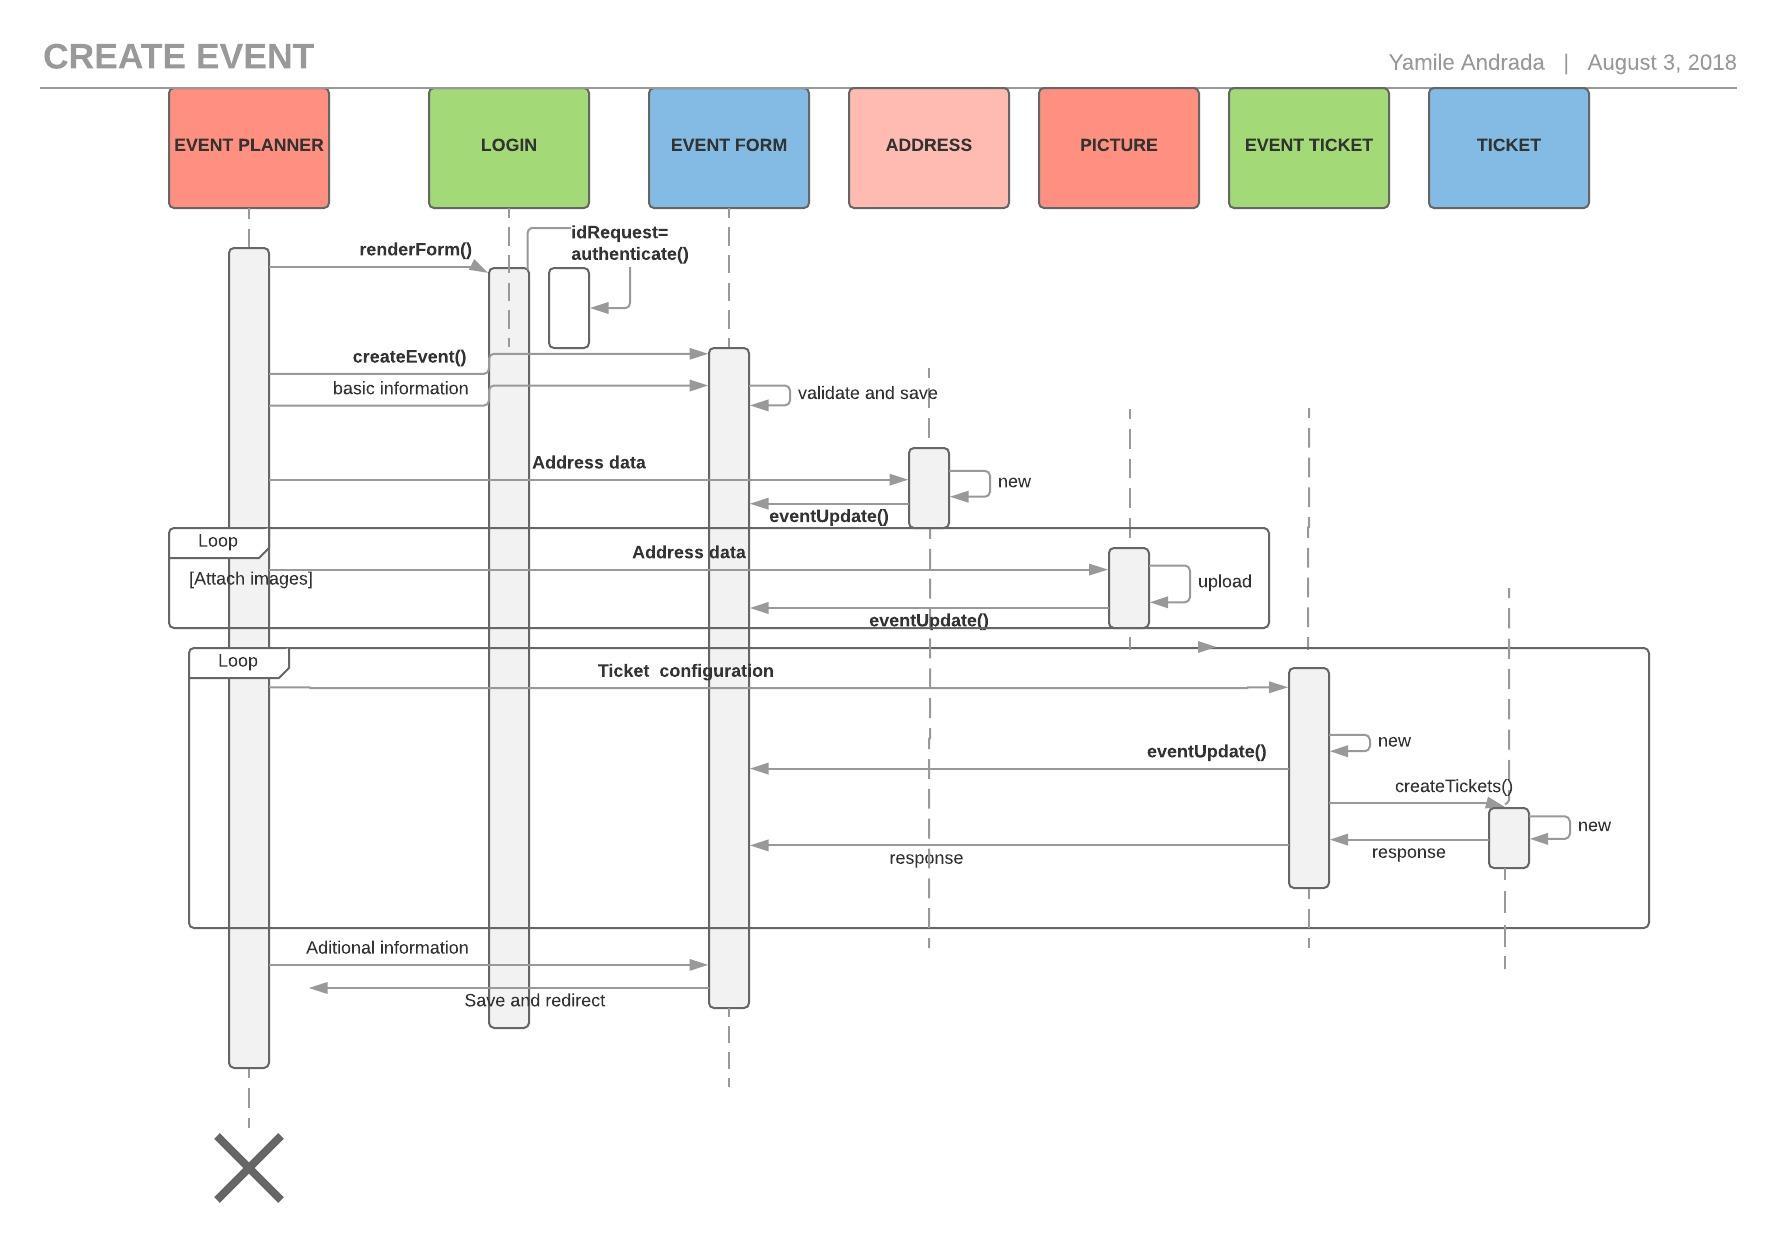 CREATE EVENT
Yamile Andrada | August 3, 2018
EVENT PLANNER
LOGIN
EVENT FORM
ADDRESS
PICTURE
EVENT TICKET
TICKET
idRequest=
authenticate()
renderForm()
createEvent()
basic information
validate and save
Address data
new
eventUpdate()
Loop
Address data
[Attach images]
upload
eventUpdate()
Loop
Ticket configuration
new
eventUpdate()
createTickets()
new
response
response
Aditional information
Save and redirect